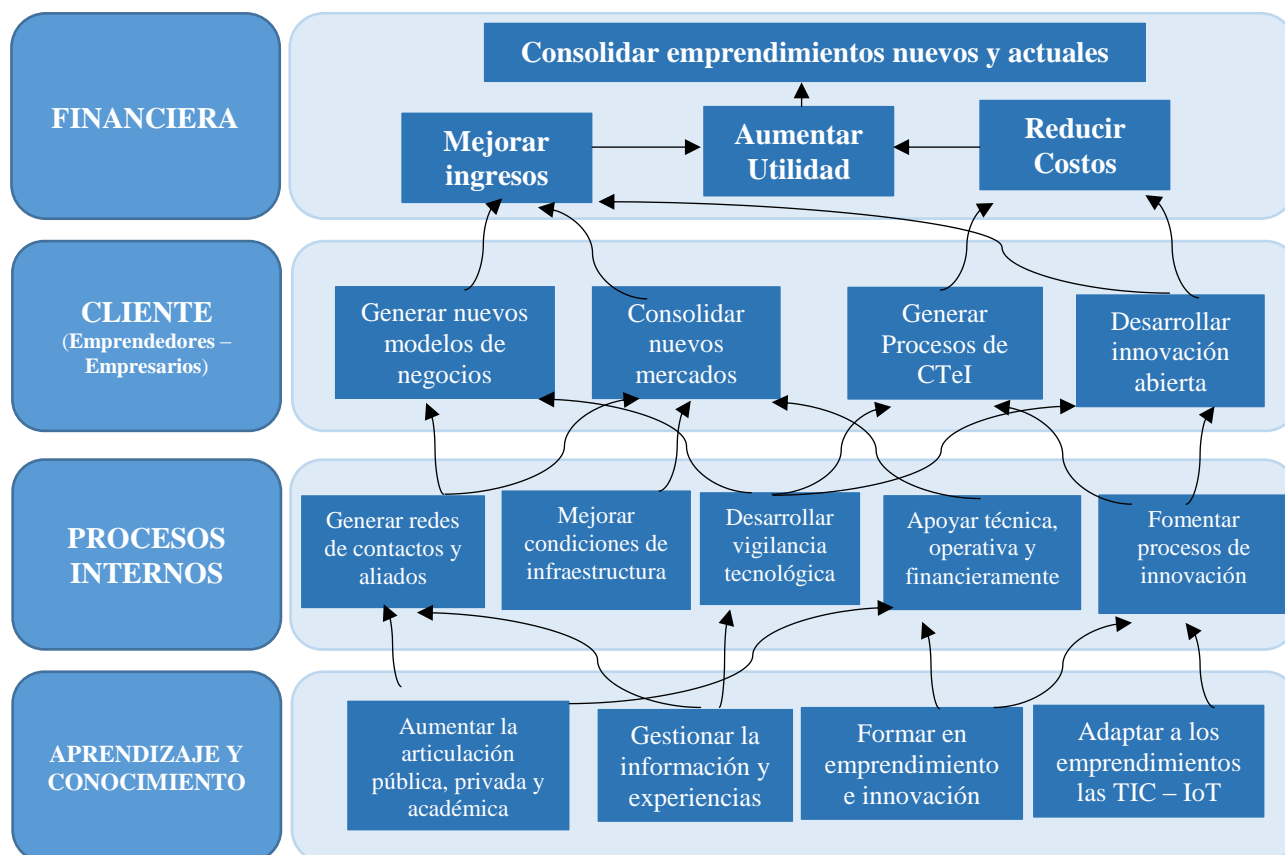 FINANCIERA
Consolidar emprendimientos nuevos y actuales
Mejorar
ingresos
Aumentar
Utilidad
Reducir
Costos
CLIENTE
(Emprendedores –
Empresarios)
Generar nuevos
modelos de
negocios
Consolidar
nuevos
mercados
Generar
Procesos de
CTeI
Desarrollar
innovación
abierta
PROCESOS
INTERNOS
Generar redes
de contactos y
aliados
Mejorar
condiciones de
infraestructura
Desarrollar
vigilancia
tecnológica
Apoyar técnica,
operativa y
financieramente
Fomentar
procesos de
innovación
APRENDIZAJE Y
CONOCIMIENTO
Aumentar la
articulación
pública, privada y
académica
Gestionar la
información y
experiencias
Formar en
emprendimiento
e innovación
Adaptar a los
emprendimientos
las TIC – IoT